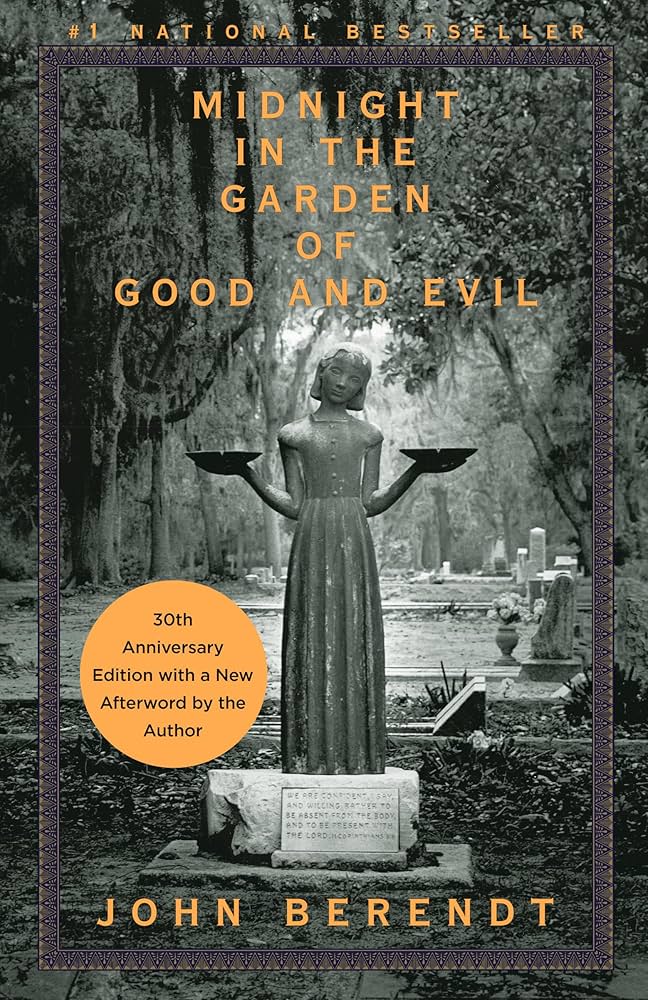 #1 NATIONAL BESTSELLER
MIDNIGHT
IN THE
GARDEN
OF
GOOD AND EVIL
30th
Anniversary
Edition with a New
Afterword by the
Author
WE ARE CONFIDENT, I SAY,
AND WILLING RATHER TO
BE ABSENT FROM THE BODY,
AND TO BE PRESENT WITH
THE LORD. II CORINTHIANS
JOHN BERENDT